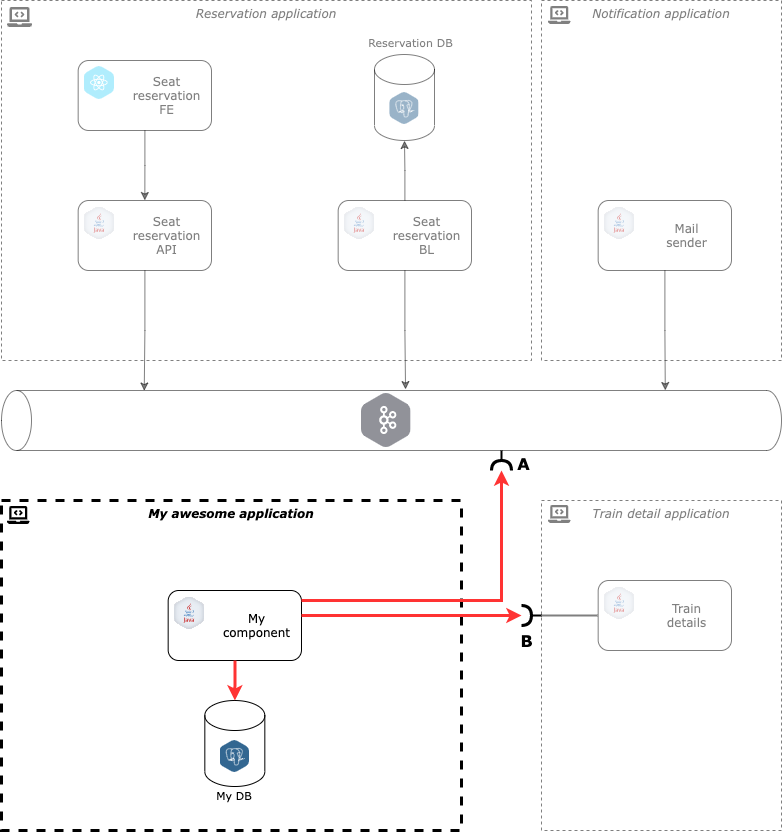 Reservation application
Notification application
Reservation DB
Seat
reservation
FE
Seat
reservation
API
Java
Seat
reservation
BL
Java
Mail
sender
Java
A
My awesome application
Train detail application
My
component
Java
B
Train
details
Java
My DB